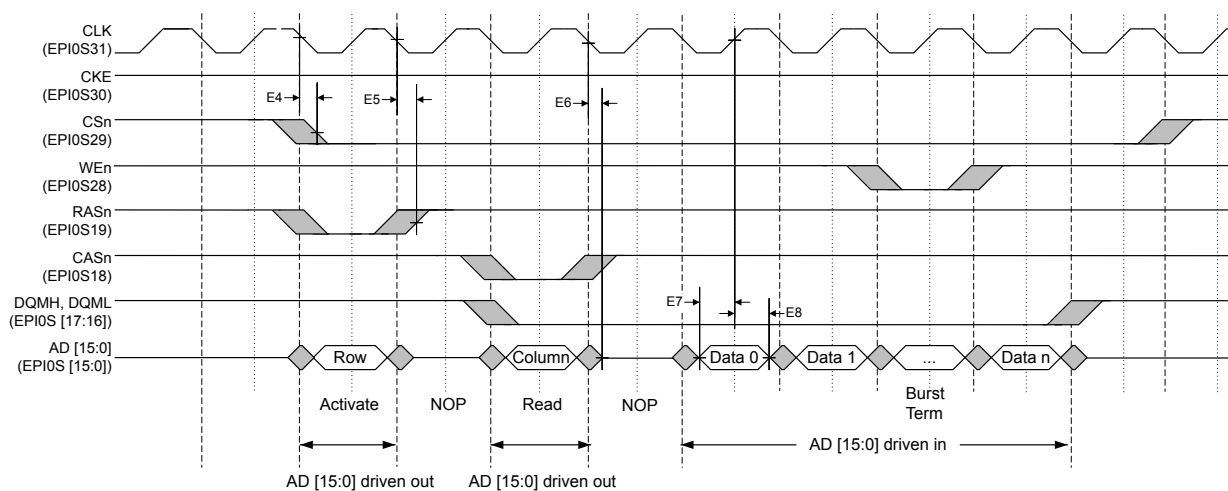 CLK
(EPI0S31)
CKE
(EPI0S30)
E4
E5
E6
CSn
(EPI0S29)
WEn
(EPI0S28)
RASn
(EPI0S19)
CASn
(EPI0S18)
DQMH, DQML
(EPI0S [17:16])
E7
E8
AD [15:0]
(EPI0S [15:0])
Row
Column
Data 0
Data 1
...
Data n
Activate
NOP
Read
NOP
Burst
Term
AD [15:0] driven in
AD [15:0] driven out
AD [15:0] driven out